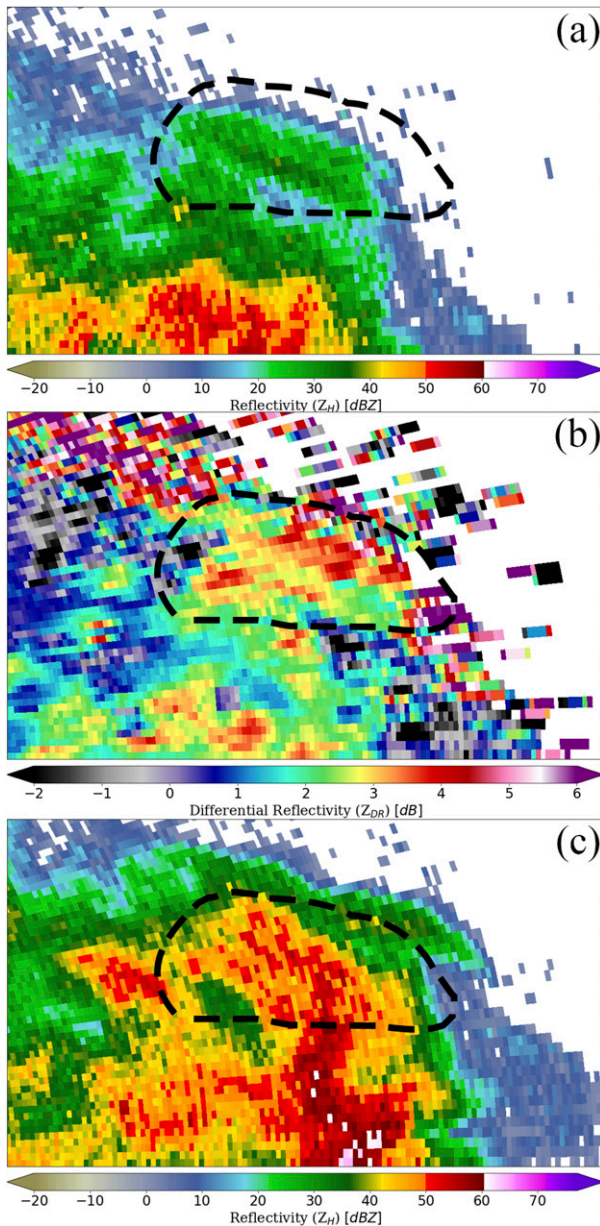 (a)
−20 −10 0 10 20 30 40 50 60 70
Reflectivity (Z_H) [dBZ]
(b)
−2 −1 0 1 2 3 4 5 6
Differential Reflectivity (Z_DR) [dB]
(c)
−20 −10 0 10 20 30 40 50 60 70
Reflectivity (Z_H) [dBZ]